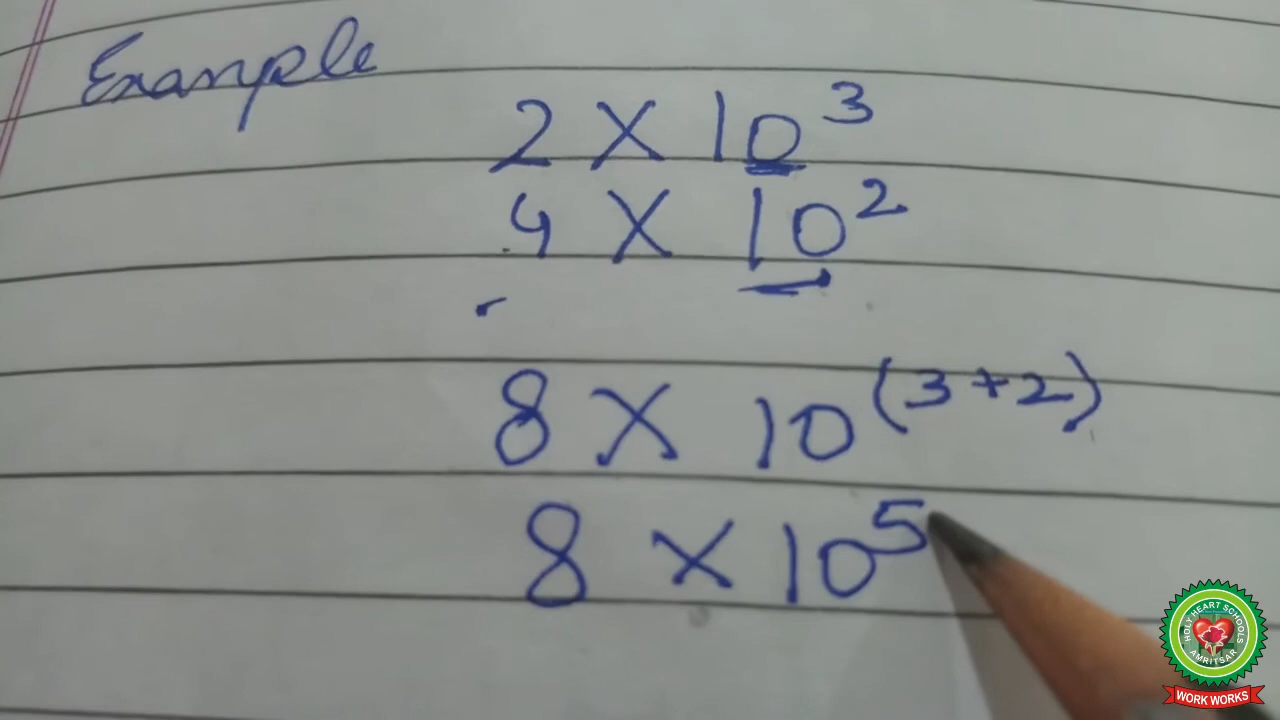 Example
2 × 10³
4 × 10²
8 × 10⁽³⁺²⁾
8 × 10⁵
HOLY HEART SCHOOLS
AMRITSAR
WORK WORKS